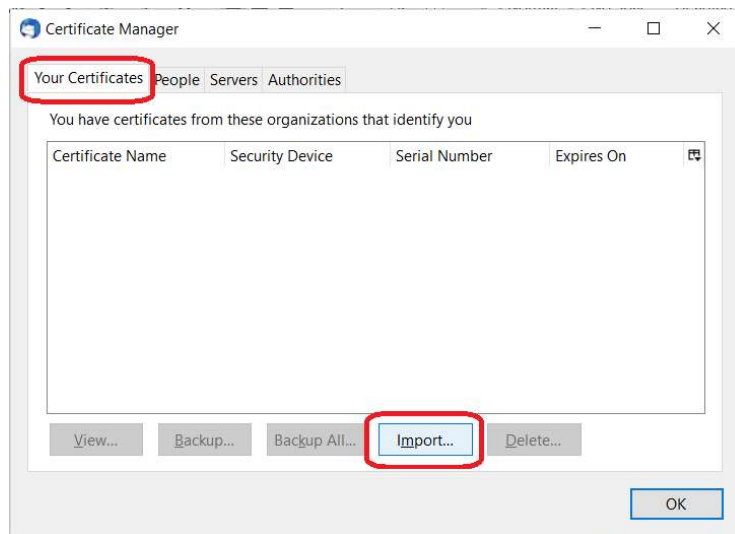 Certificate Manager
Your Certificates People Servers Authorities
You have certificates from these organizations that identify you
Certificate Name Security Device Serial Number Expires On
View... Backup... Backup All... Import... Delete...
OK